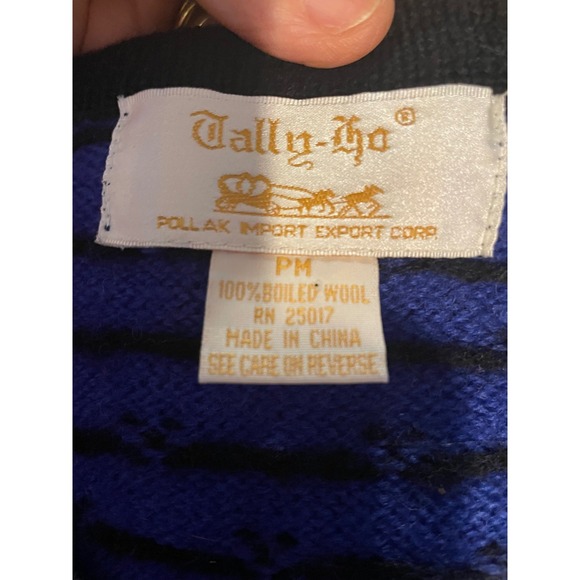 Tally-Ho®
POLLAK IMPORT EXPORT CORP.
PM
100% BOILED WOOL
RN 25017
MADE IN CHINA
SEE CARE ON REVERSE